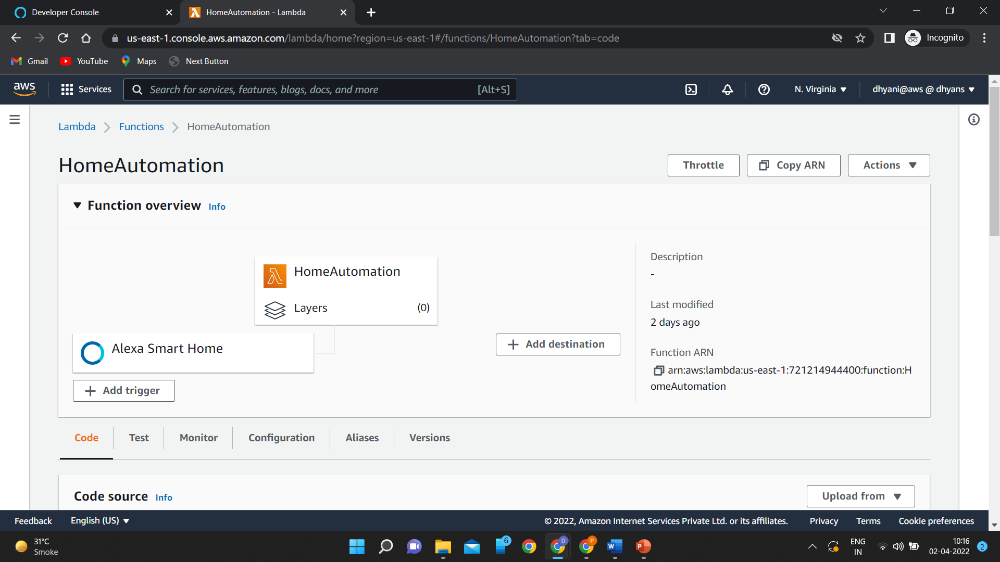 Developer Console
HomeAutomation - Lambda
us-east-1.console.aws.amazon.com/lambda/home?region=us-east-1#/functions/HomeAutomation?tab=code
Incognito
Gmail
YouTube
Maps
Next Button
aws
Services
Search for services, features, blogs, docs, and more
[Alt+S]
N. Virginia
dhyani@aws @ dhyans
Lambda
Functions
HomeAutomation
HomeAutomation
Throttle
Copy ARN
Actions
Function overview
Info
HomeAutomation
Layers
(0)
Alexa Smart Home
Add trigger
Add destination
Description
-
Last modified
2 days ago
Function ARN
arn:aws:lambda:us-east-1:721214944400:function:H
omeAutomation
Code
Test
Monitor
Configuration
Aliases
Versions
Code source
Info
Upload from
Feedback
English (US)
© 2022, Amazon Internet Services Private Ltd. or its affiliates.
Privacy
Terms
Cookie preferences
31°C
Smoke
6
D
P
W
P
ENG
IN
10:16
02-04-2022
2